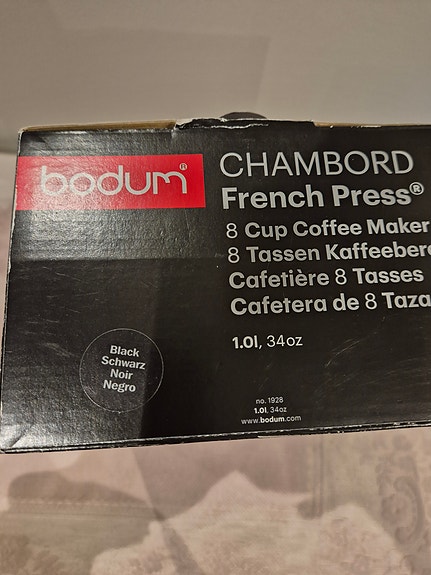 bodum®
CHAMBORD
French Press®
8 Cup Coffee Maker
8 Tassen Kaffeeber
Cafetière 8 Tasses
Cafetera de 8 Taza
1.0l, 34oz
Black
Schwarz
Noir
Negro
no. 1928
1.0l, 34oz
www.bodum.com